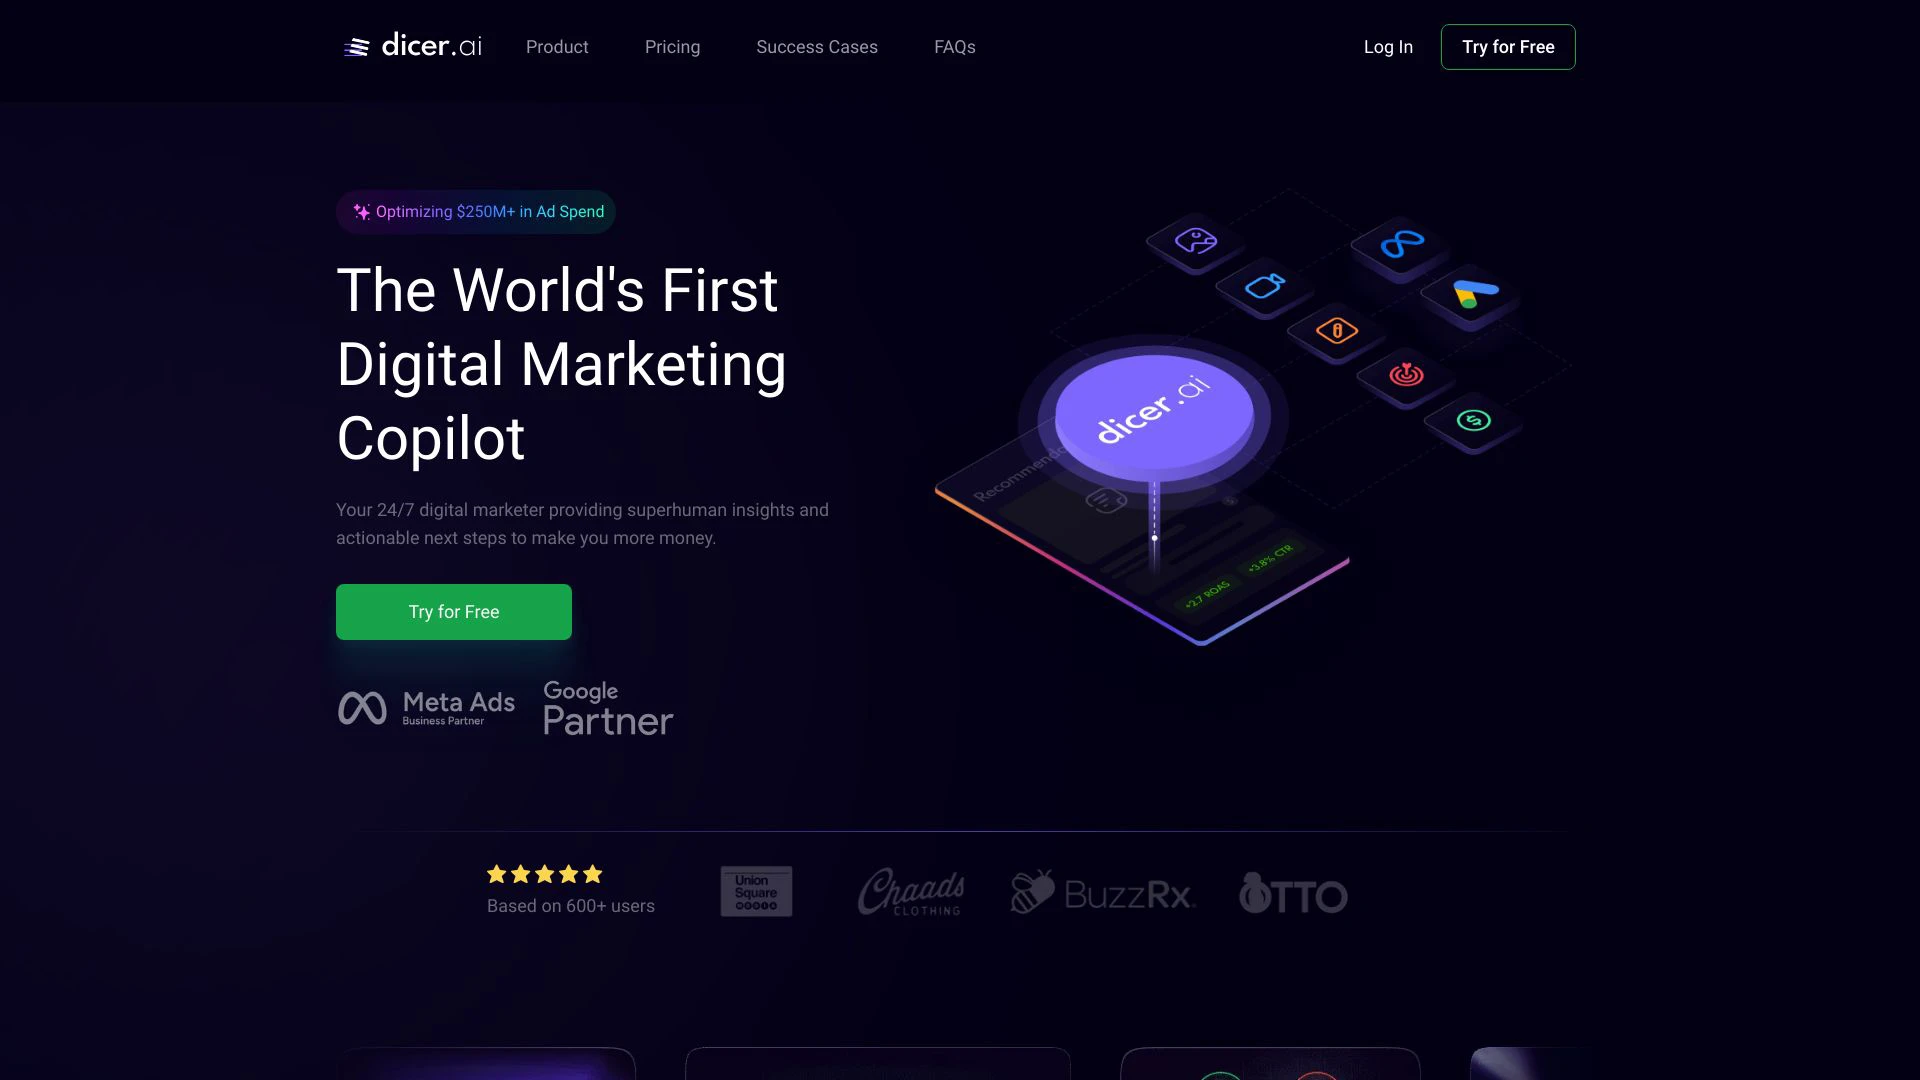 dicer.ai
Product
Pricing
Success Cases
FAQs
Log In
Try for Free
Optimizing $250M+ in Ad Spend
The World's First
Digital Marketing
Copilot
Your 24/7 digital marketer providing superhuman insights and
actionable next steps to make you more money.
Try for Free
Meta Ads
Business Partner
Google
Partner
dicer.ai
+2.7 ROAS
+3.8% CTR
Based on 600+ users
Union
Square
MEDIA
Chaads
CLOTHING
BuzzRx
OTTO